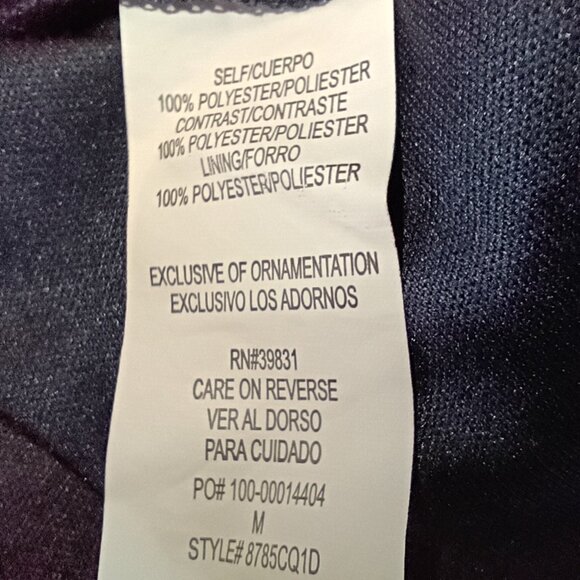 SELF/CUERPO
100% POLYESTER/POLIESTER
CONTRAST/CONTRASTE
100% POLYESTER/POLIESTER
LINING/FORRO
100% POLYESTER/POLIESTER
EXCLUSIVE OF ORNAMENTATION
EXCLUSIVO LOS ADORNOS
RN#39831
CARE ON REVERSE
VER AL DORSO
PARA CUIDADO
PO# 100-00014404
M
STYLE# 8785CQ1D